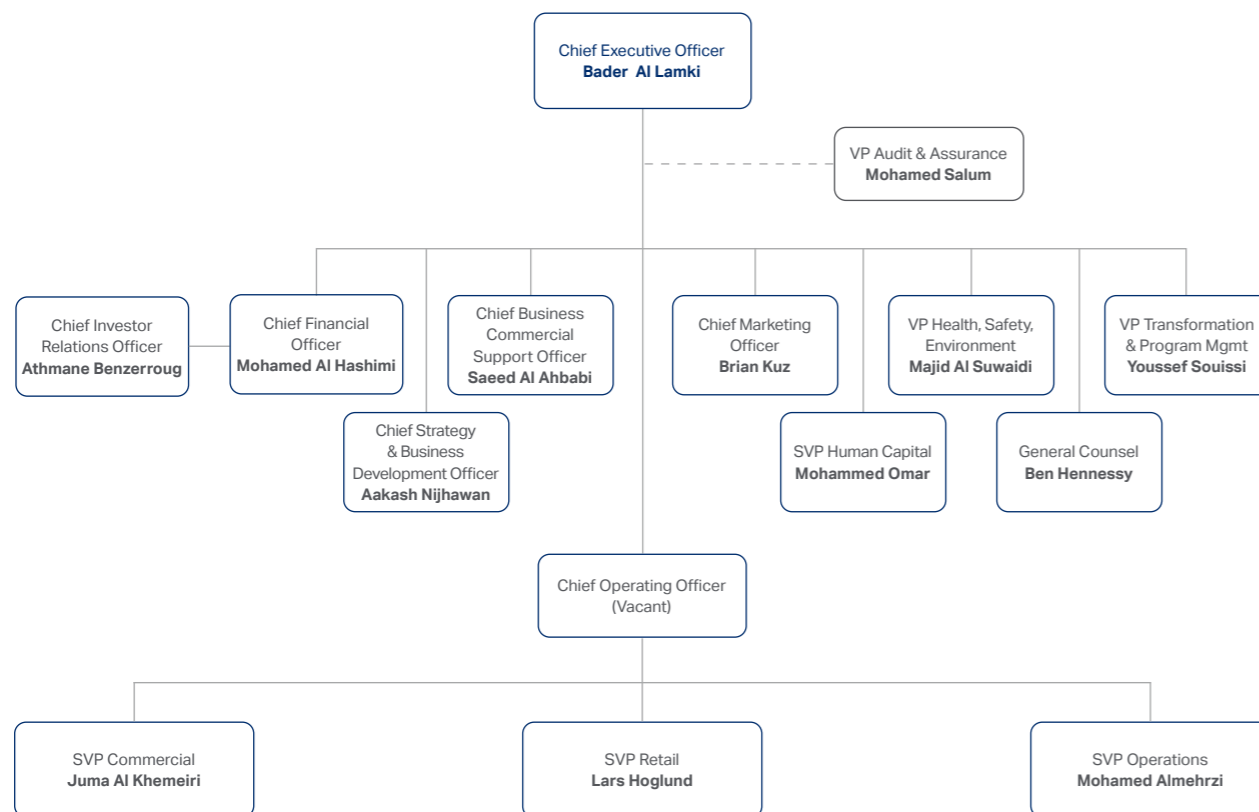 Chief Executive Officer
Bader Al Lamki
VP Audit & Assurance
Mohamed Salum
Chief Investor
Relations Officer
Athmane Benzerroug
Chief Financial
Officer
Mohamed Al Hashimi
Chief Business
Commercial
Support Officer
Saeed Al Ahbabi
Chief Marketing
Officer
Brian Kuz
VP Health, Safety,
Environment
Majid Al Suwaidi
VP Transformation
& Program Mgmt
Youssef Souissi
Chief Strategy
& Business
Development Officer
Aakash Nijhawan
SVP Human Capital
Mohammed Omar
General Counsel
Ben Hennessy
Chief Operating Officer
(Vacant)
SVP Commercial
Juma Al Khemeiri
SVP Retail
Lars Hoglund
SVP Operations
Mohamed Almehrzi